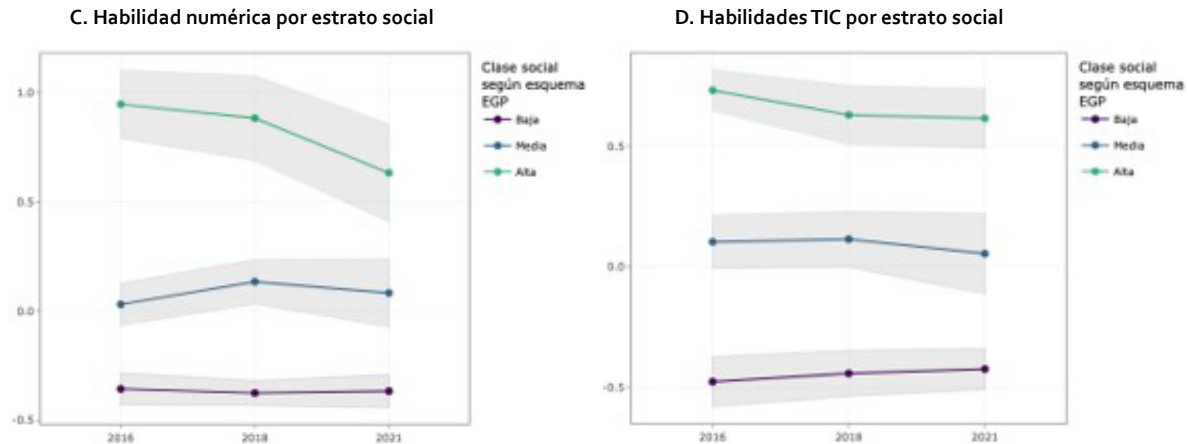 C. Habilidad numérica por estrato social
1.0
0.5
0.0
-0.5
2016
2018
2021
Clase social
según esquema
EGP
Baja
Media
Alta
D. Habilidades TIC por estrato social
0.5
0.0
-0.5
2016
2018
2021
Clase social
según esquema
EGP
Baja
Media
Alta